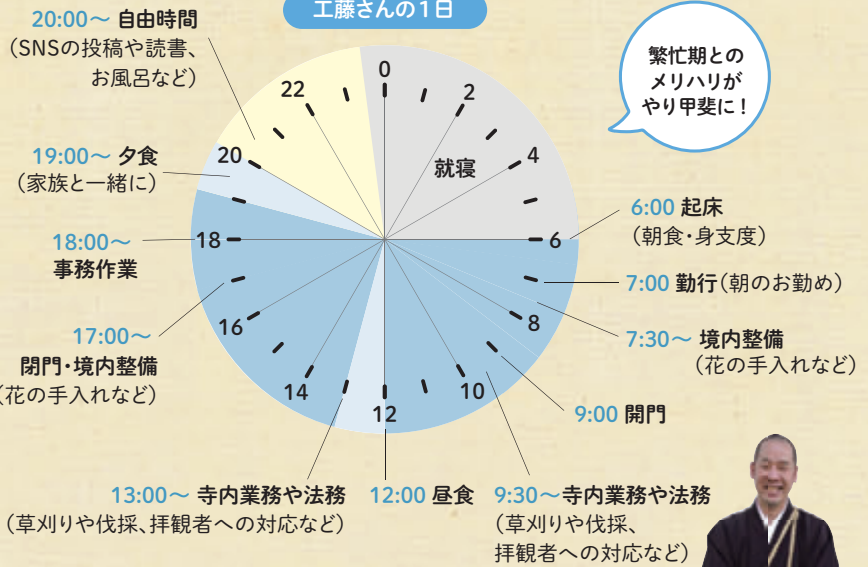 工藤さんの1日
繁忙期との
メリハリが
やり甲斐に！
0
2
4
6
8
10
12
14
16
18
20
22
就寝
6:00 起床
（朝食・身支度）
7:00 勤行（朝のお勤め）
7:30〜 境内整備
（花の手入れなど）
9:00 開門
9:30〜寺内業務や法務
（草刈りや伐採、
拝観者への対応など）
12:00 昼食
13:00〜 寺内業務や法務
（草刈りや伐採、拝観者への対応など）
17:00〜
閉門・境内整備
（花の手入れなど）
18:00〜
事務作業
19:00〜 夕食
（家族と一緒に）
20:00〜 自由時間
（SNSの投稿や読書、
お風呂など）